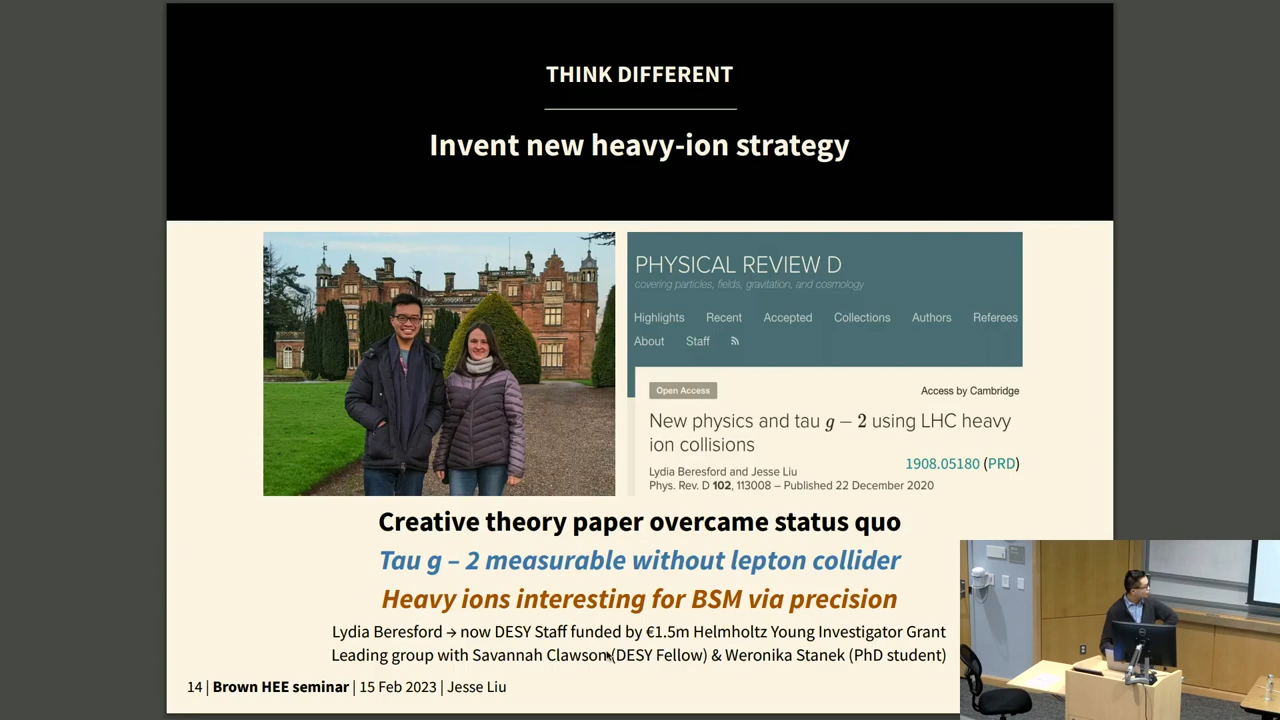 THINK DIFFERENT
Invent new heavy-ion strategy
PHYSICAL REVIEW D
covering particles, fields, gravitation, and cosmology
Highlights Recent Accepted Collections Authors Referees
About Staff
Open Access
Access by Cambridge
New physics and tau g − 2 using LHC heavy
ion collisions
Lydia Beresford and Jesse Liu
Phys. Rev. D 102, 113008 – Published 22 December 2020
1908.05180 (PRD)
Creative theory paper overcame status quo
Tau g – 2 measurable without lepton collider
Heavy ions interesting for BSM via precision
Lydia Beresford → now DESY Staff funded by €1.5m Helmholtz Young Investigator Grant
Leading group with Savannah Clawson (DESY Fellow) & Weronika Stanek (PhD student)
14 | Brown HEE seminar | 15 Feb 2023 | Jesse Liu